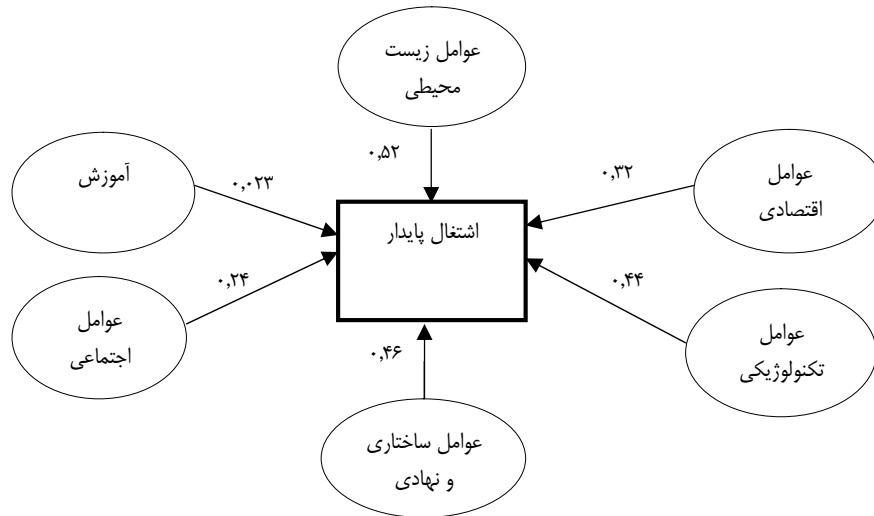 عوامل زیست
محیطی
۰,۵۲
عوامل
اقتصادی
۰,۳۲
آموزش
۰,۰۲۳
اشتغال پایدار
عوامل
تکنولوژیکی
۰,۴۴
عوامل
اجتماعی
۰,۲۴
۰,۴۶
عوامل ساختاری
و نهادی